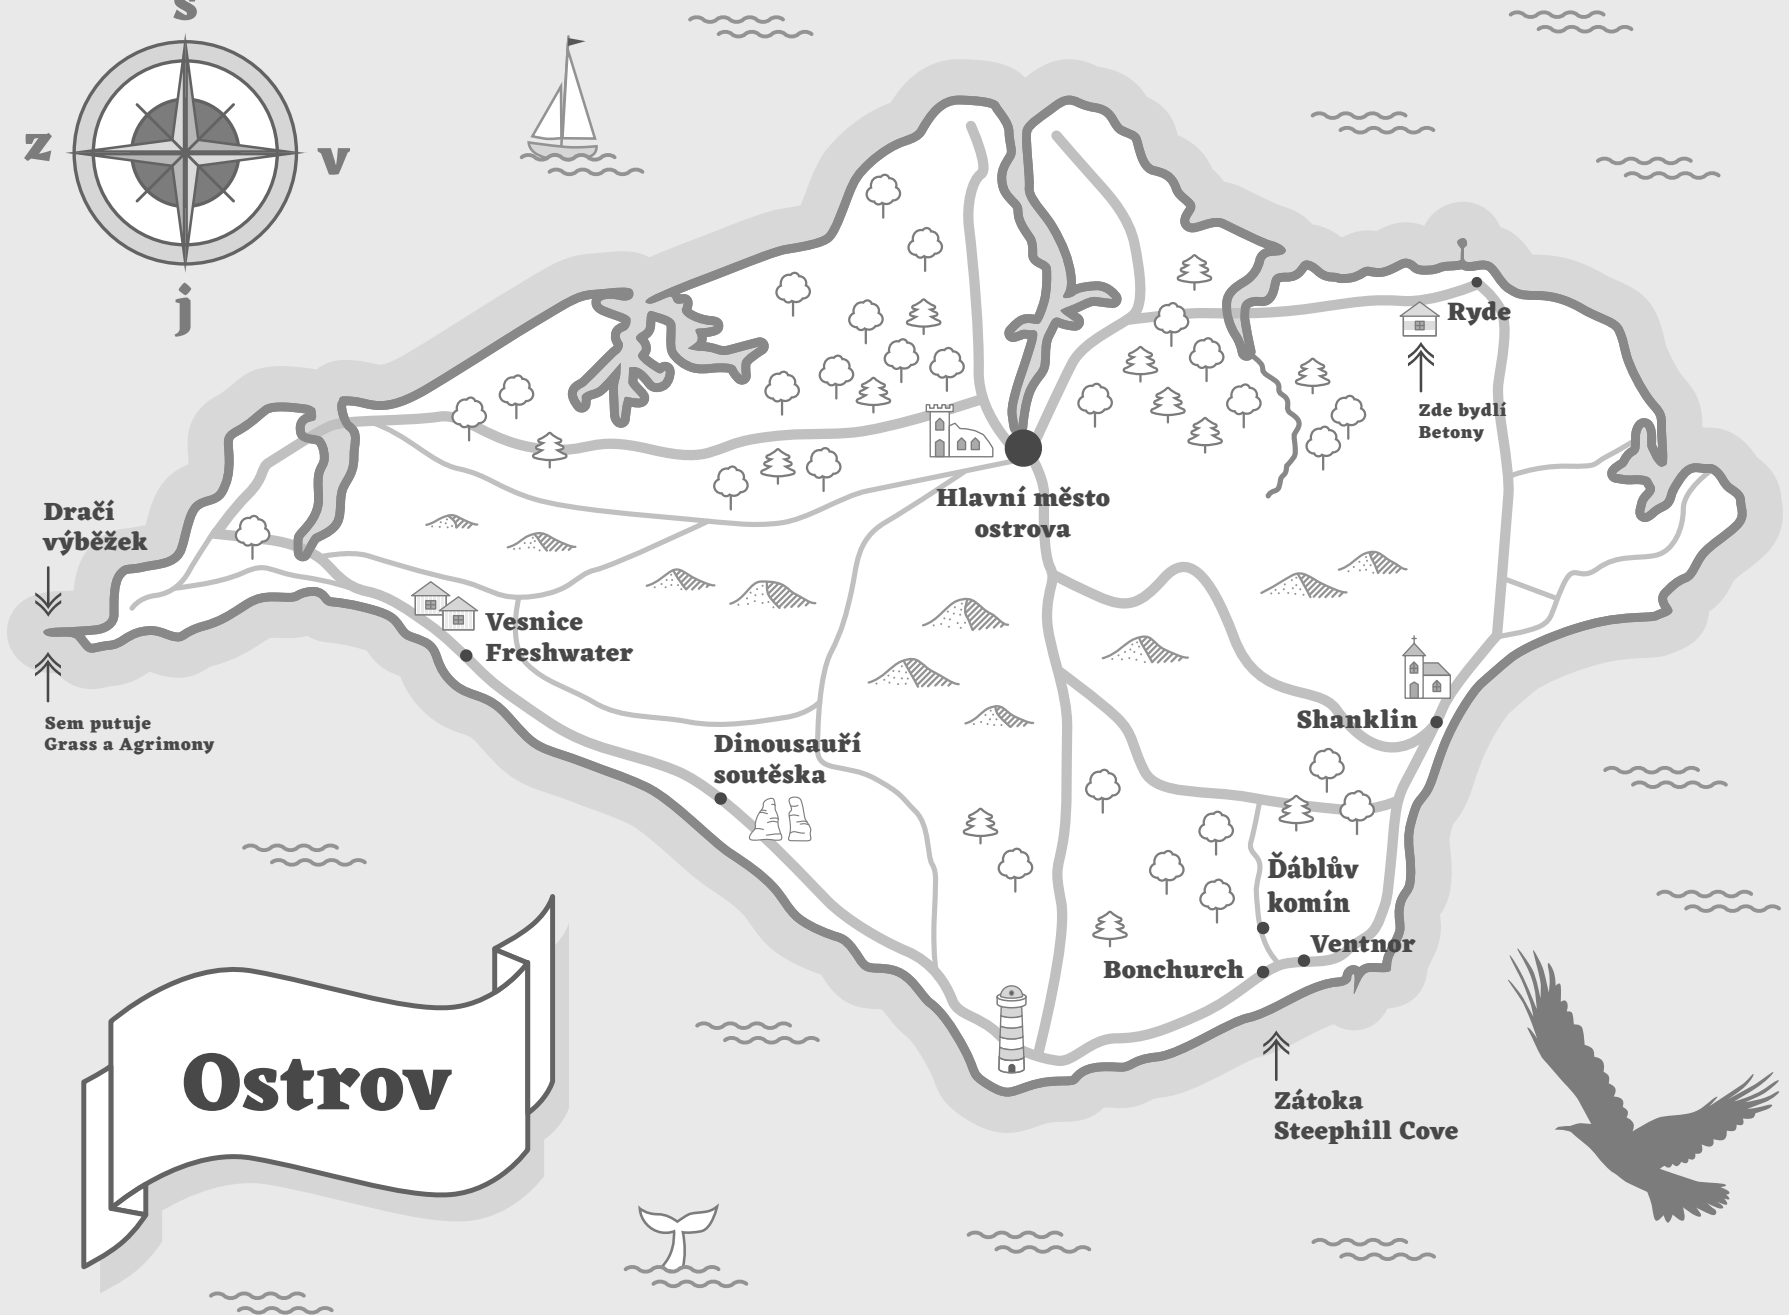 s
z
v
j
Ryde
Zde bydlí
Betony
Hlavní město
ostrova
Dračí
výběžek
Vesnice
Freshwater
Sem putuje
Grass a Agrimony
Shanklin
Dinousauří
soutěska
Ďáblův
komín
Ventnor
Bonchurch
Ostrov
Zátoka
Steephill Cove